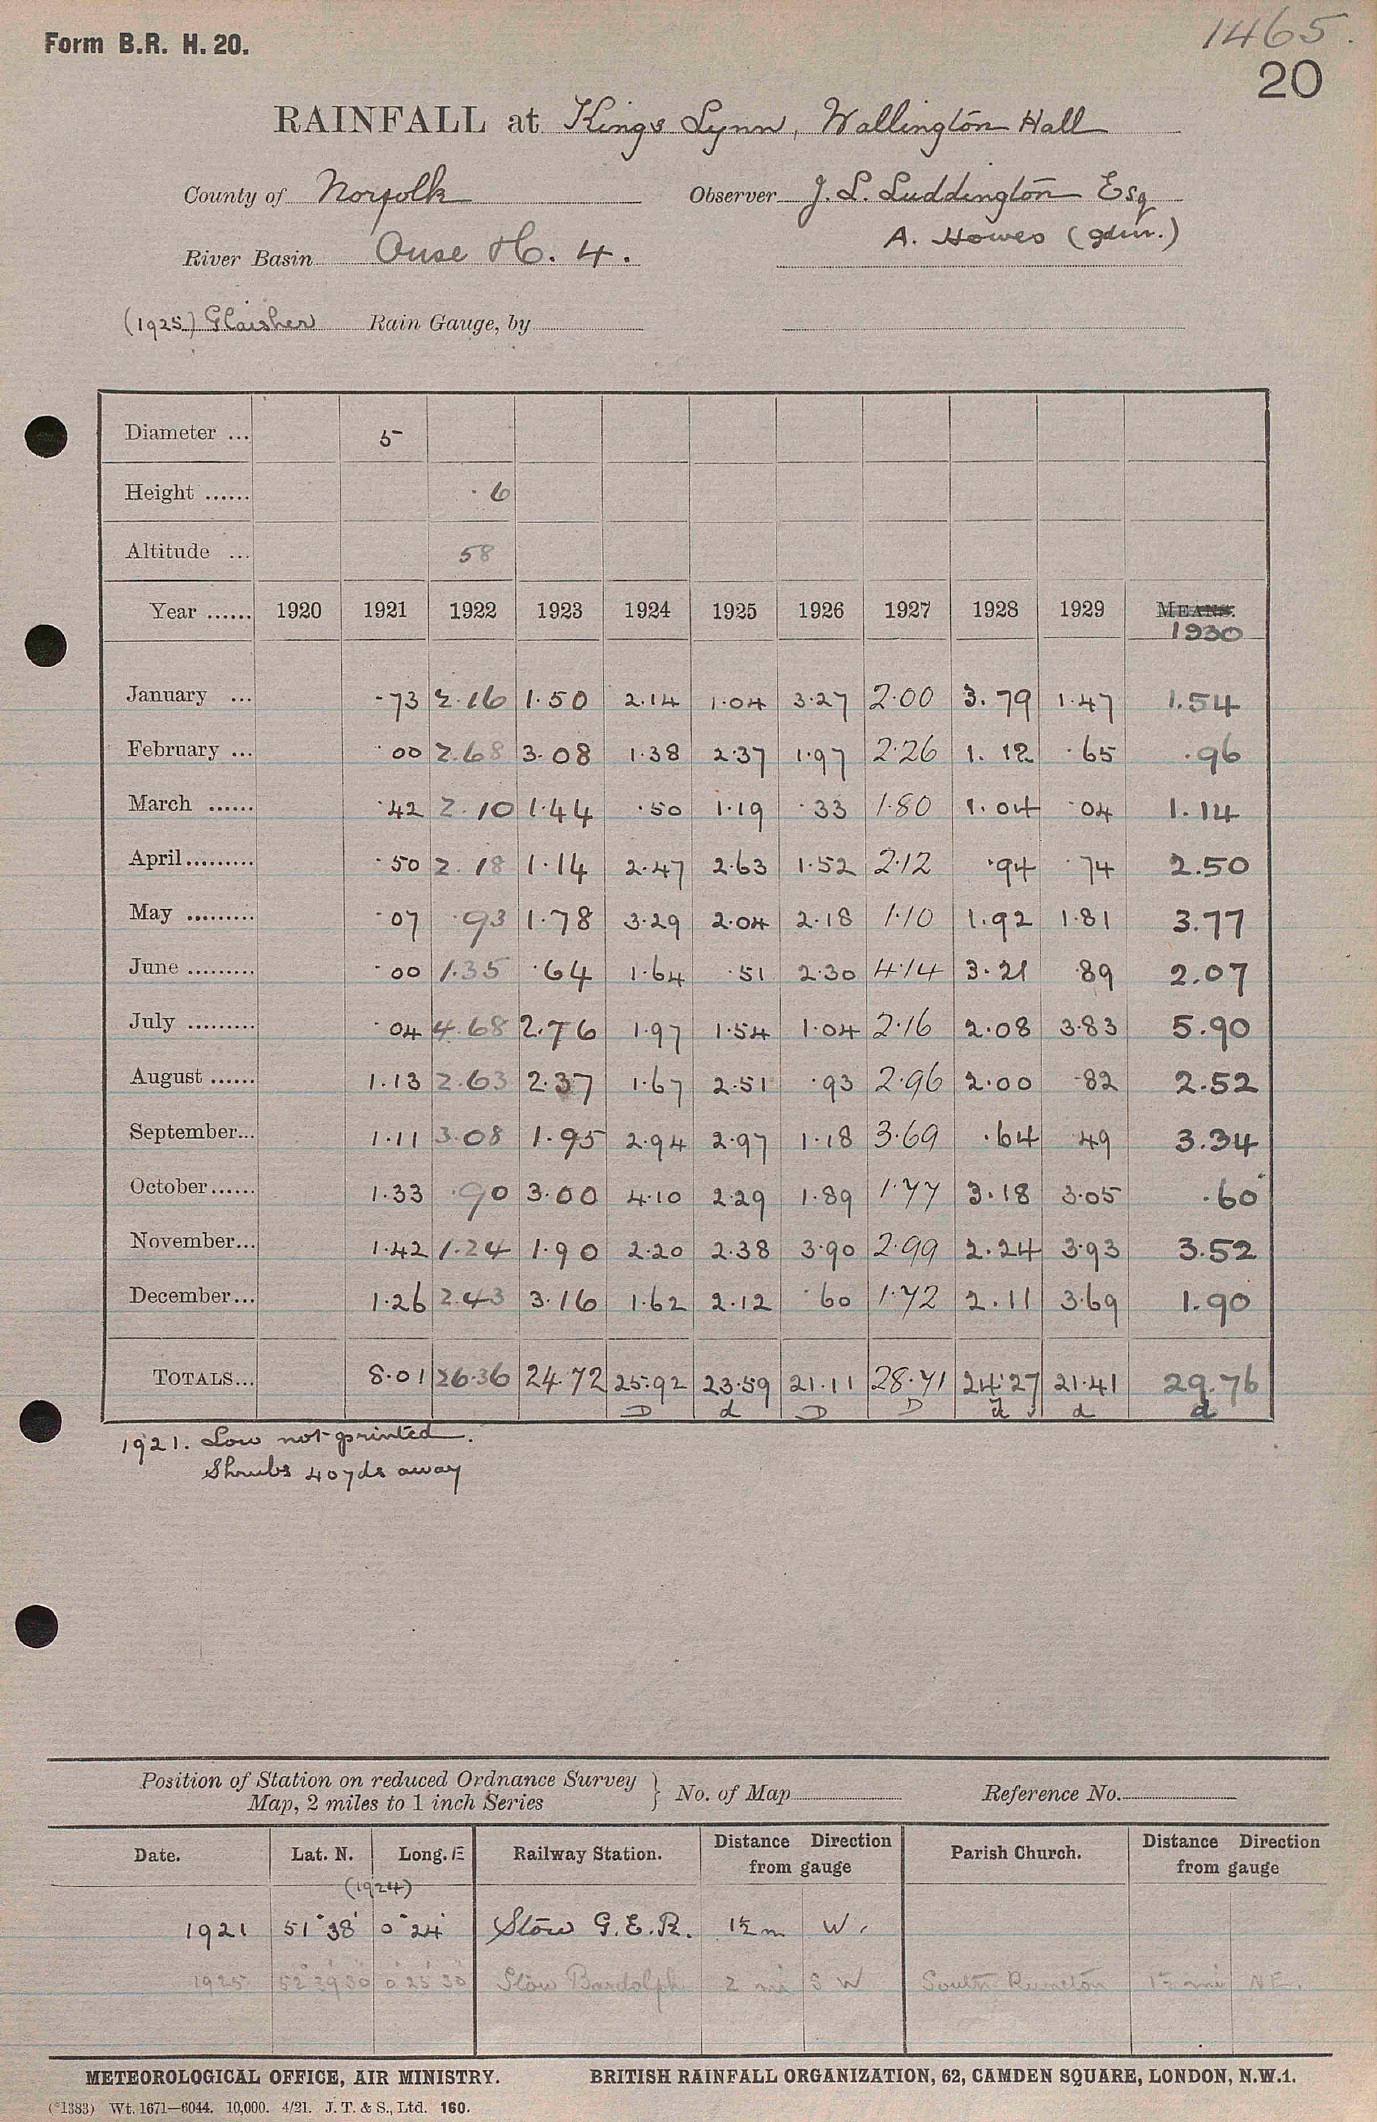 1465.
Form B.R. H. 20.
20
RAINFALL at Kings Lynn, Wallington Hall
County of Norfolk Observer J. L. Luddington Esq
River Basin Ouse H. 4. A. Howes (gdnr.)
(1925) Glaisher Rain Gauge, by
Diameter ... 5
Height ...... ·6
Altitude ... 58
Year ...... 1920 1921 1922 1923 1924 1925 1926 1927 1928 1929 MEANS.
1930
January ... ·73 2.16 1.50 2.14 1.04 3.27 2.00 3.79 1.47 1.54
February ... ·00 2.68 3.08 1.38 2.37 1.97 2.26 1.12 ·65 ·96
March ...... ·42 2.10 1.44 ·50 1.19 ·33 1.80 1.04 ·04 1.14
April ......... ·50 2.18 1.14 2.47 2.63 1.52 2.12 ·94 ·74 2.50
May ......... ·07 ·93 1.78 3.29 2.04 2.18 1.10 1.92 1.81 3.77
June ......... ·00 1.35 ·64 1.64 ·51 2.30 4.14 3.21 ·89 2.07
July ......... ·04 4.68 2.76 1.97 1.54 1.04 2.16 2.08 3.83 5.90
August ...... 1.13 2.63 2.37 1.67 2.51 ·93 2.96 2.00 ·82 2.52
September... 1.11 3.08 1.95 2.94 2.97 1.18 3.69 ·64 ·49 3.34
October ...... 1.33 ·90 3.00 4.10 2.29 1.89 1.77 3.18 3.05 ·60
November... 1.42 1.24 1.90 2.20 2.38 3.90 2.99 2.24 3.93 3.52
December... 1.26 2.43 3.16 1.62 2.12 ·60 1.72 2.11 3.69 1.90
TOTALS... 8.01 26.36 24.72 25.92 23.59 21.11 28.71 24.27 21.41 29.76
D d D D d d d
1921. Low not printed.
Shrubs 40 yds away
Position of Station on reduced Ordnance Survey
Map, 2 miles to 1 inch Series } No. of Map Reference No.
Date. Lat. N. Long. E Railway Station. Distance Direction from gauge Parish Church. Distance Direction from gauge
(1924)
1921 51° 38' 0° 24' Stow G.E.R. 1½ m W.
1925 52° 39' 30 0° 25' 30 Stow Bardolph 2 mi S W South Runcton 1½ mi NE.
METEOROLOGICAL OFFICE, AIR MINISTRY. BRITISH RAINFALL ORGANIZATION, 62, CAMDEN SQUARE, LONDON, N.W.1.
(*1383) Wt. 1671—6044. 10,000. 4/21. J. T. & S., Ltd. 160.